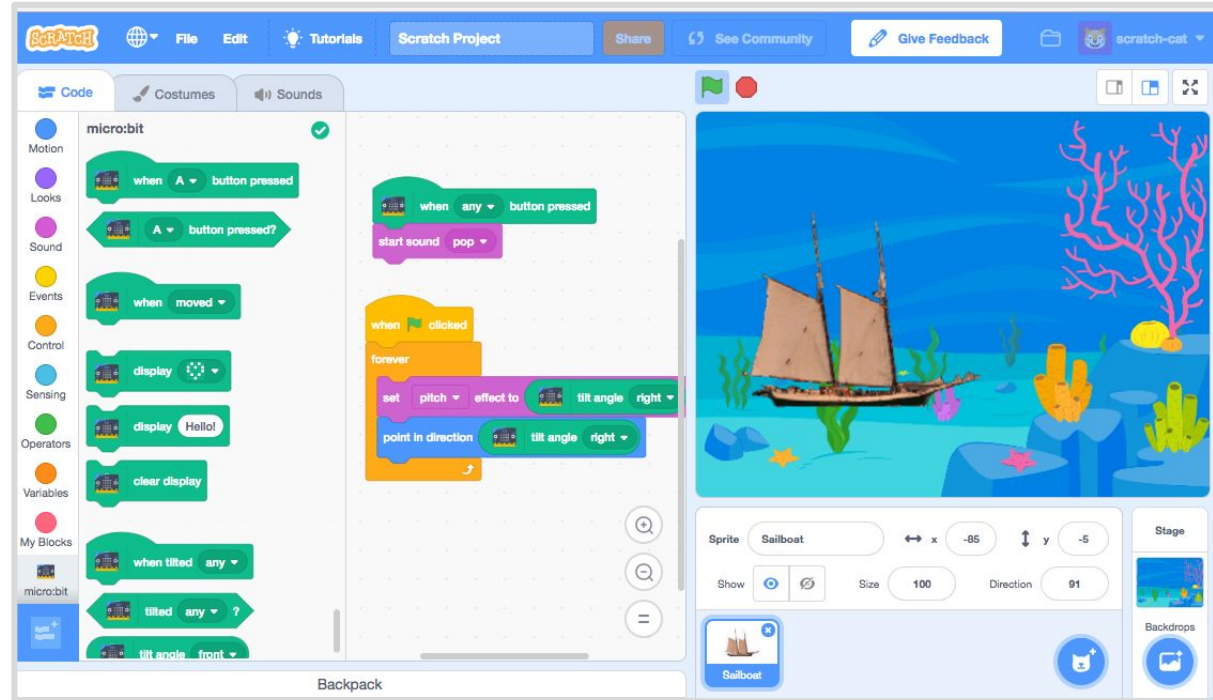 SCRATCH File Edit Tutorials Scratch Project Share See Community Give Feedback scratch-cat
Code Costumes Sounds
Motion
Looks
Sound
Events
Control
Sensing
Operators
Variables
My Blocks
micro:bit
micro:bit
when A button pressed
A button pressed?
when moved
display
display Hello!
clear display
when tilted any
tilted any ?
tilt angle front
when any button pressed
start sound pop
when clicked
forever
set pitch effect to tilt angle right
point in direction tilt angle right
Backpack
Sprite Sailboat x -85 y -5
Show Size 100 Direction 91
Sailboat
Stage
Backdrops